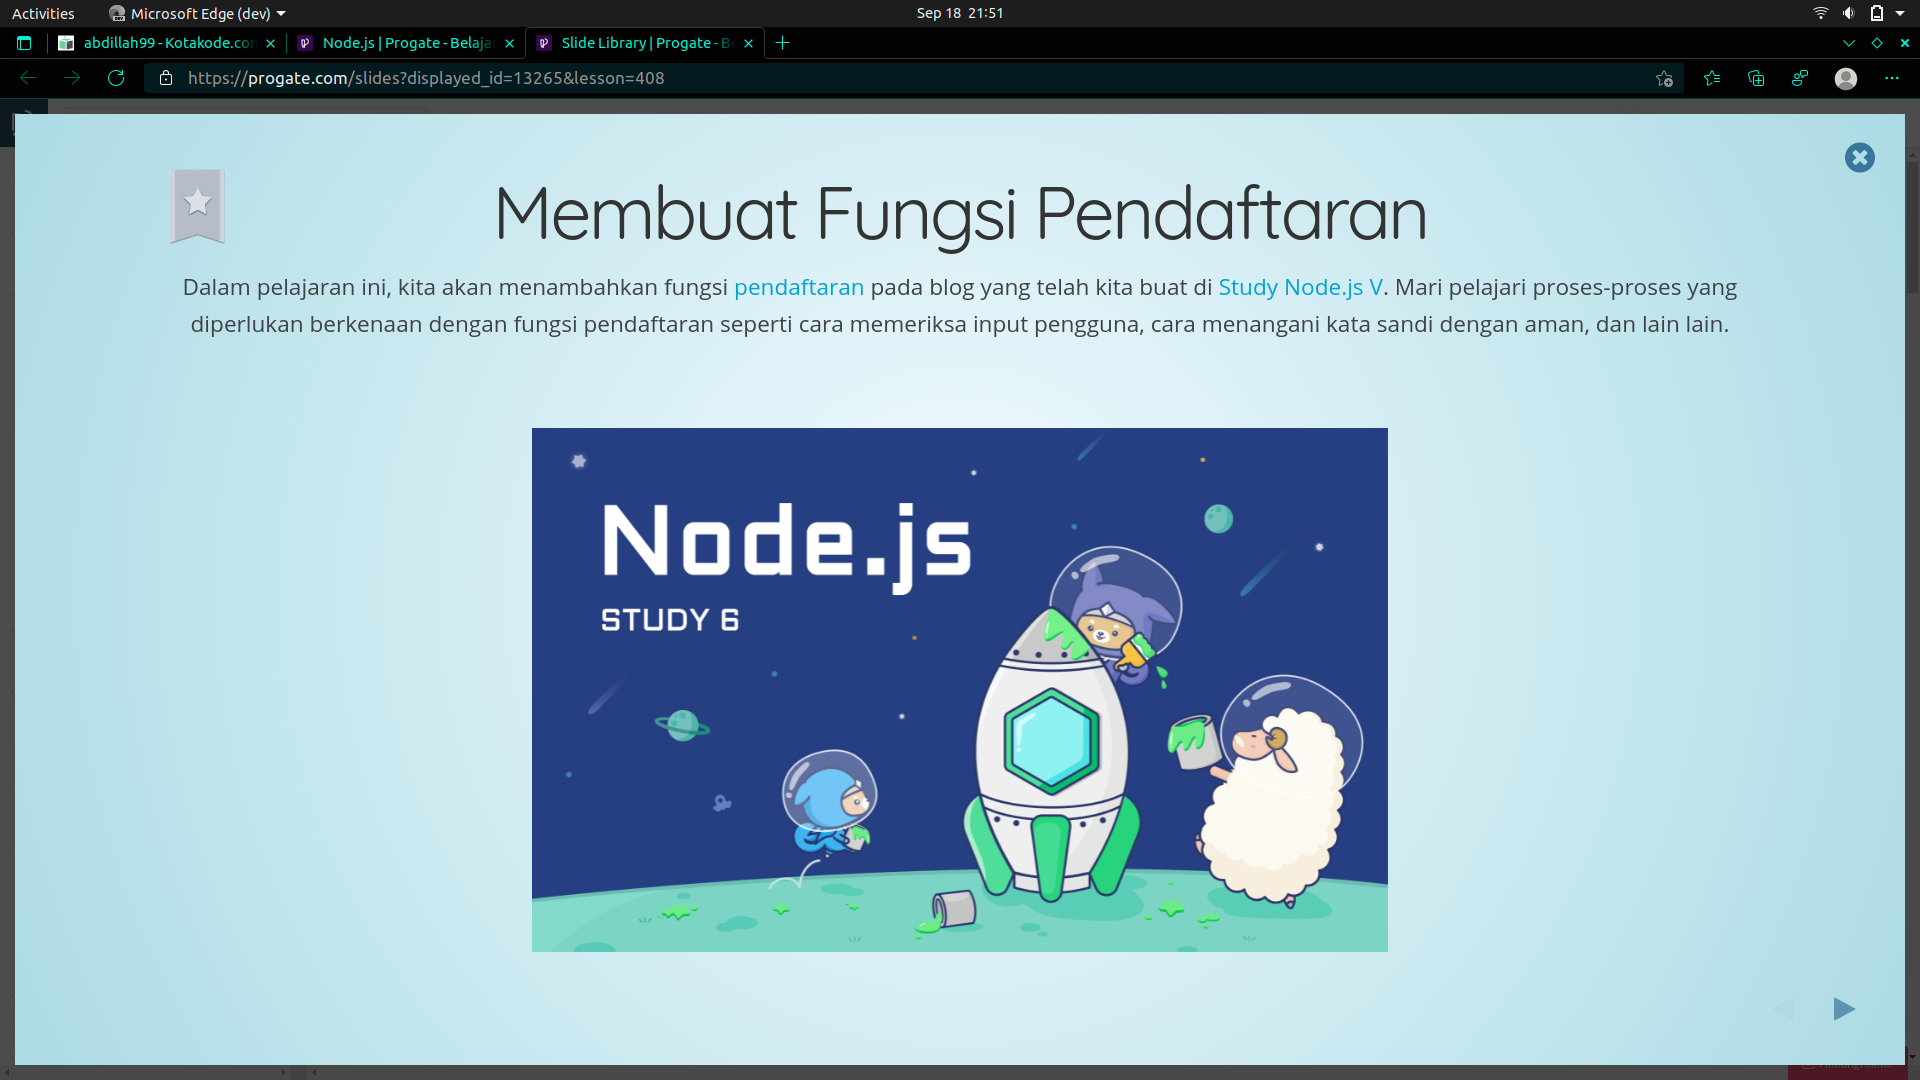 Activities
Microsoft Edge (dev)
Sep 18 21:51
abdillah99 - Kotakode.con
Node.js | Progate - Belaja
Slide Library | Progate - B
https://progate.com/slides?displayed_id=13265&lesson=408
Membuat Fungsi Pendaftaran
Dalam pelajaran ini, kita akan menambahkan fungsi pendaftaran pada blog yang telah kita buat di Study Node.js V. Mari pelajari proses-proses yang
diperlukan berkenaan dengan fungsi pendaftaran seperti cara memeriksa input pengguna, cara menangani kata sandi dengan aman, dan lain lain.
Node.js
STUDY 6